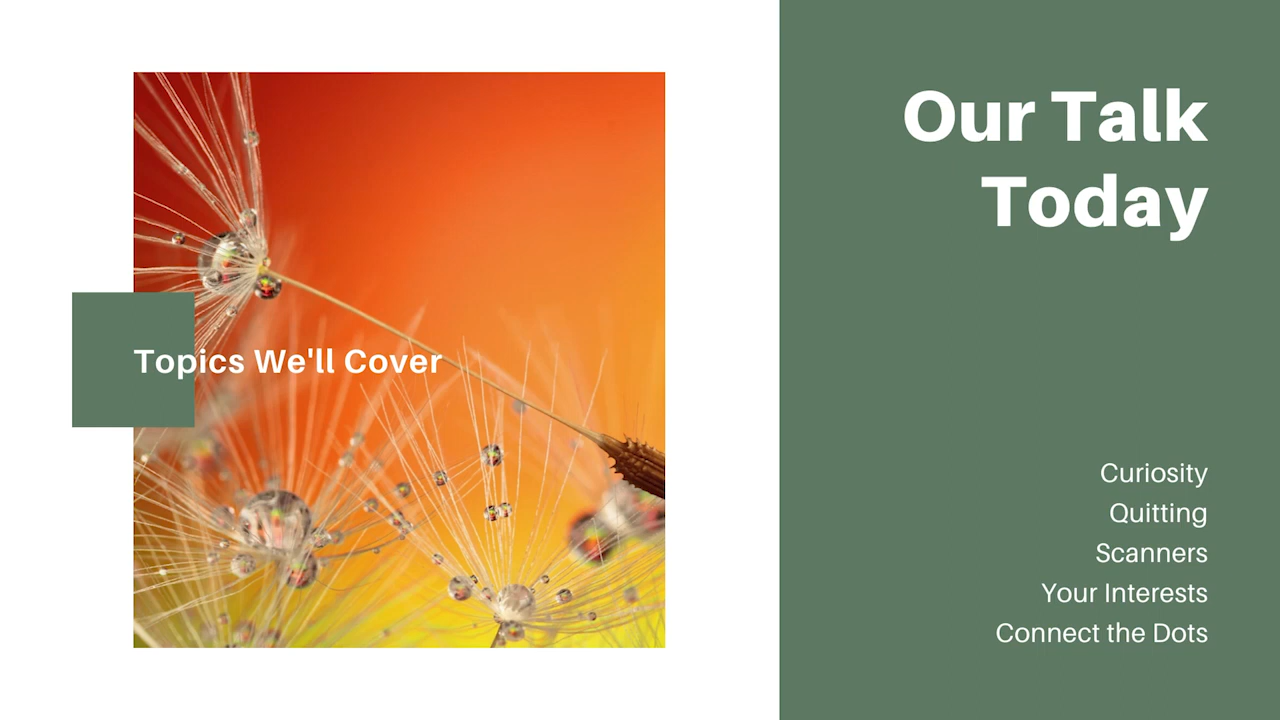 Our Talk
Today
Topics We'll Cover
Curiosity
Quitting
Scanners
Your Interests
Connect the Dots